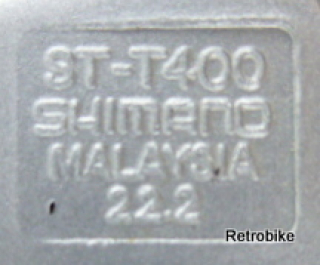 ST-T400
SHIMANO
MALAYSIA
22.2
Retrobike